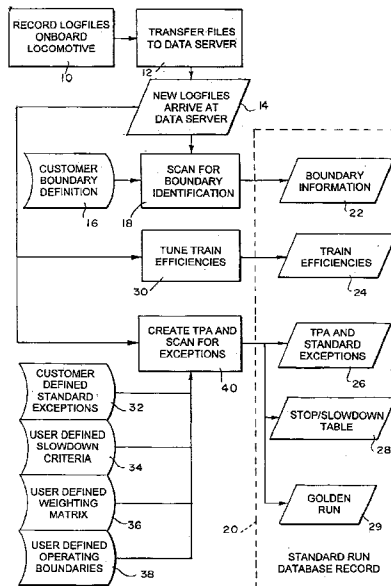 RECORD LOGFILES
ONBOARD
LOCOMOTIVE
10
TRANSFER FILES
TO DATA SERVER
12
NEW LOGFILES
ARRIVE AT
DATA SERVER
14
CUSTOMER
BOUNDARY
DEFINITION
16
SCAN FOR
BOUNDARY
IDENTIFICATION
18
BOUNDARY
INFORMATION
22
TUNE TRAIN
EFFICIENCIES
30
TRAIN
EFFICIENCIES
24
CREATE TPA AND
SCAN FOR
EXCEPTIONS
40
TPA AND
STANDARD
EXCEPTIONS
26
CUSTOMER
DEFINED
STANDARD
EXCEPTIONS
32
STOP/SLOWDOWN
TABLE
28
USER DEFINED
SLOWDOWN
CRITERIA
34
USER DEFINED
WEIGHTING
MATRIX
36
GOLDEN
RUN
29
USER DEFINED
OPERATING
BOUNDARIES
38
20
STANDARD RUN
DATABASE RECORD